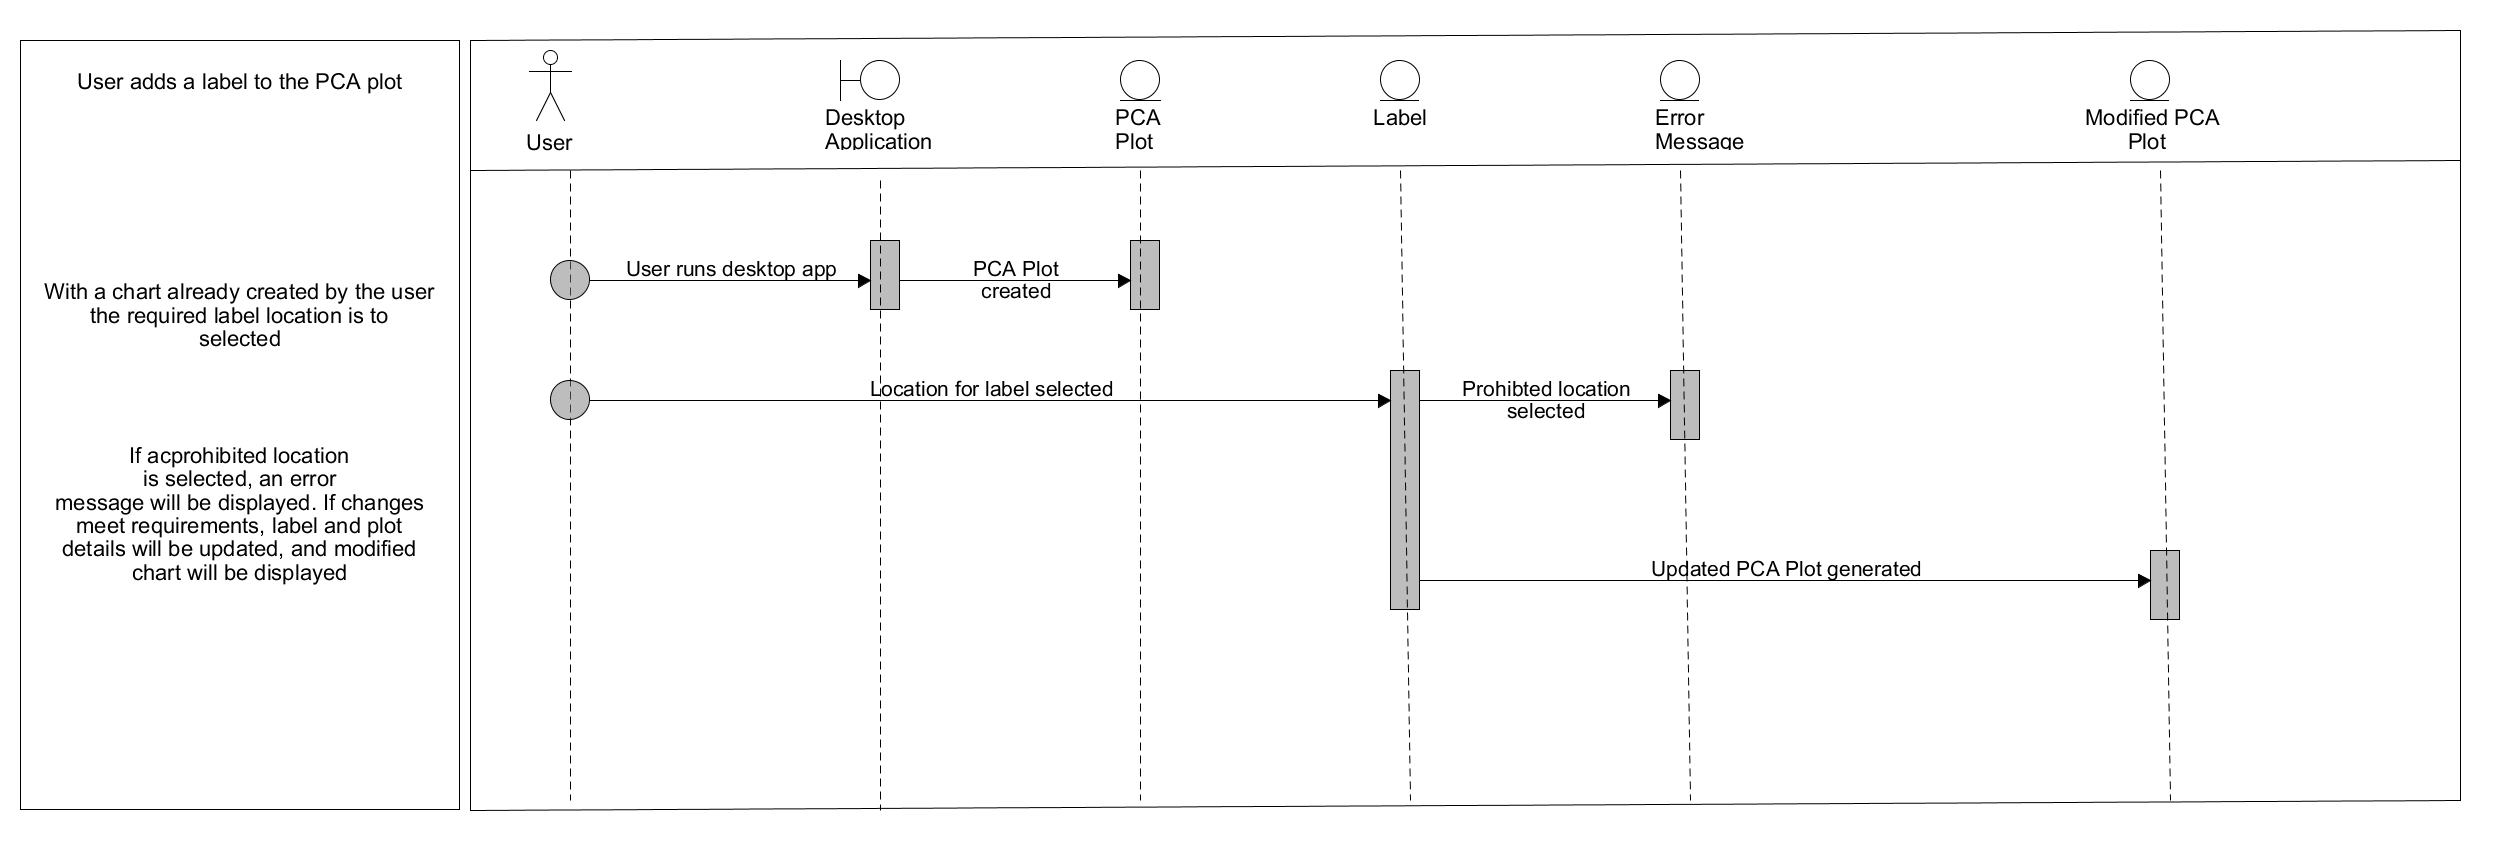 User adds a label to the PCA plot
With a chart already created by the user
the required label location is to
selected
If acprohibited location
is selected, an error
message will be displayed. If changes
meet requirements, label and plot
details will be updated, and modified
chart will be displayed
User
Desktop
Application
PCA
Plot
Label
Error
Message
Modified PCA
Plot
User runs desktop app
PCA Plot
created
Location for label selected
Prohibted location
selected
Updated PCA Plot generated